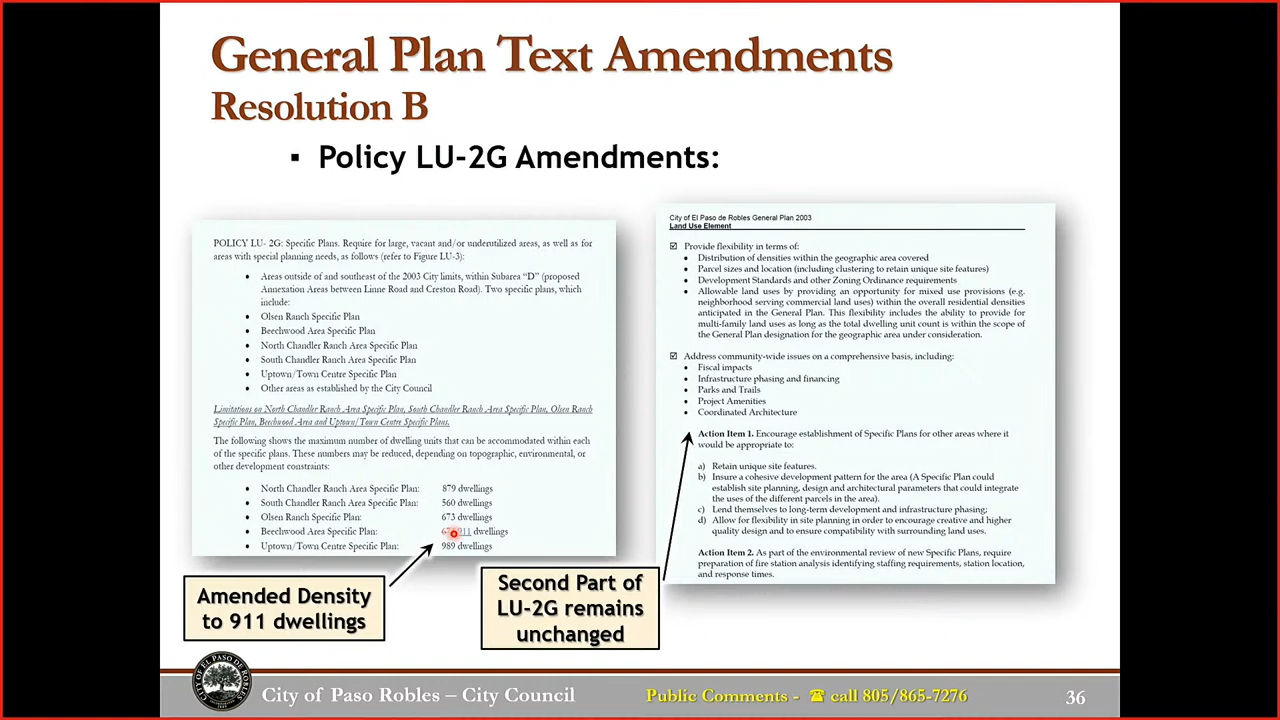 General Plan Text Amendments
Resolution B
▪ Policy LU-2G Amendments:
POLICY LU- 2G: Specific Plans. Require for large, vacant and/or underutilized areas, as well as for
areas with special planning needs, as follows (refer to Figure LU-3):
• Areas outside of and southeast of the 2003 City limits, within Subarea “D” (proposed
Annexation Areas between Linne Road and Creston Road). Two specific plans, which
include:
• Olsen Ranch Specific Plan
• Beechwood Area Specific Plan
• North Chandler Ranch Area Specific Plan
• South Chandler Ranch Area Specific Plan
• Uptown/Town Centre Specific Plan
• Other areas as established by the City Council
Limitations on North Chandler Ranch Area Specific Plan, South Chandler Ranch Area Specific Plan, Olsen Ranch
Specific Plan, Beechwood Area and Uptown/Town Centre Specific Plans.
The following shows the maximum number of dwelling units that can be accommodated within each
of the specific plans. These numbers may be reduced, depending on topographic, environmental, or
other development constraints:
• North Chandler Ranch Area Specific Plan: 879 dwellings
• South Chandler Ranch Area Specific Plan: 560 dwellings
• Olsen Ranch Specific Plan: 673 dwellings
• Beechwood Area Specific Plan: 911 dwellings
• Uptown/Town Centre Specific Plan: 989 dwellings
Amended Density
to 911 dwellings
City of El Paso de Robles General Plan 2003
Land Use Element
☑ Provide flexibility in terms of:
• Distribution of densities within the geographic area covered
• Parcel sizes and location (including clustering to retain unique site features)
• Development Standards and other Zoning Ordinance requirements
• Allowable land uses by providing an opportunity for mixed use provisions (e.g.
neighborhood serving commercial land uses) within the overall residential densities
anticipated in the General Plan. This flexibility includes the ability to provide for
multi-family land uses as long as the total dwelling unit count is within the scope of
the General Plan designation for the geographic area under consideration.
☑ Address community-wide issues on a comprehensive basis, including:
• Fiscal impacts
• Infrastructure phasing and financing
• Parks and Trails
• Project Amenities
• Coordinated Architecture
Action Item 1. Encourage establishment of Specific Plans for other areas where it
would be appropriate to:
a) Retain unique site features.
b) Insure a cohesive development pattern for the area (A Specific Plan could
establish site planning, design and architectural parameters that could integrate
the uses of the different parcels in the area).
c) Lend themselves to long-term development and infrastructure phasing;
d) Allow for flexibility in site planning in order to encourage creative and higher
quality design and to ensure compatibility with surrounding land uses.
Action Item 2. As part of the environmental review of new Specific Plans, require
preparation of fire station analysis identifying staffing requirements, station location,
and response times.
Second Part of
LU-2G remains
unchanged
CITY OF EL PASO DE ROBLES
City of Paso Robles – City Council
Public Comments - ☎ call 805/865-7276
36